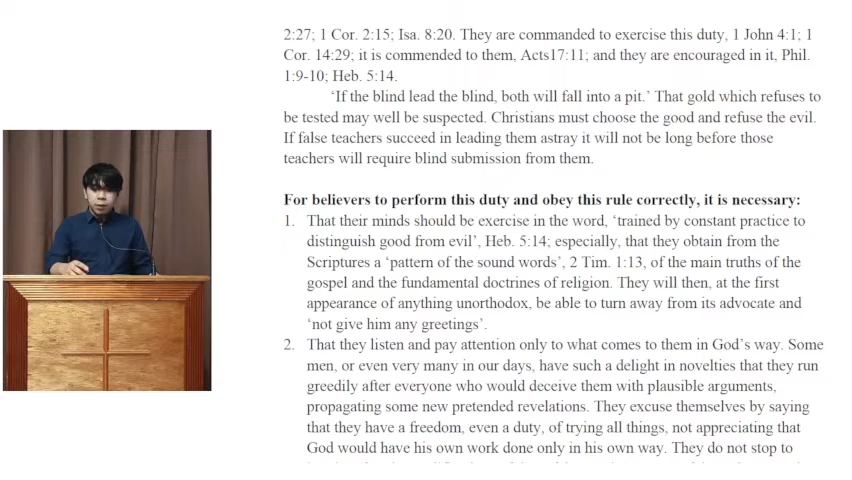 2:27; 1 Cor. 2:15; Isa. 8:20. They are commanded to exercise this duty, 1 John 4:1; 1
Cor. 14:29; it is commended to them, Acts17:11; and they are encouraged in it, Phil.
1:9-10; Heb. 5:14.
‘If the blind lead the blind, both will fall into a pit.’ That gold which refuses to
be tested may well be suspected. Christians must choose the good and refuse the evil.
If false teachers succeed in leading them astray it will not be long before those
teachers will require blind submission from them.
For believers to perform this duty and obey this rule correctly, it is necessary:
1. That their minds should be exercise in the word, ‘trained by constant practice to
distinguish good from evil’, Heb. 5:14; especially, that they obtain from the
Scriptures a ‘pattern of the sound words’, 2 Tim. 1:13, of the main truths of the
gospel and the fundamental doctrines of religion. They will then, at the first
appearance of anything unorthodox, be able to turn away from its advocate and
‘not give him any greetings’.
2. That they listen and pay attention only to what comes to them in God’s way. Some
men, or even very many in our days, have such a delight in novelties that they run
greedily after everyone who would deceive them with plausible arguments,
propagating some new pretended revelations. They excuse themselves by saying
that they have a freedom, even a duty, of trying all things, not appreciating that
God would have his own work done only in his own way. They do not stop to